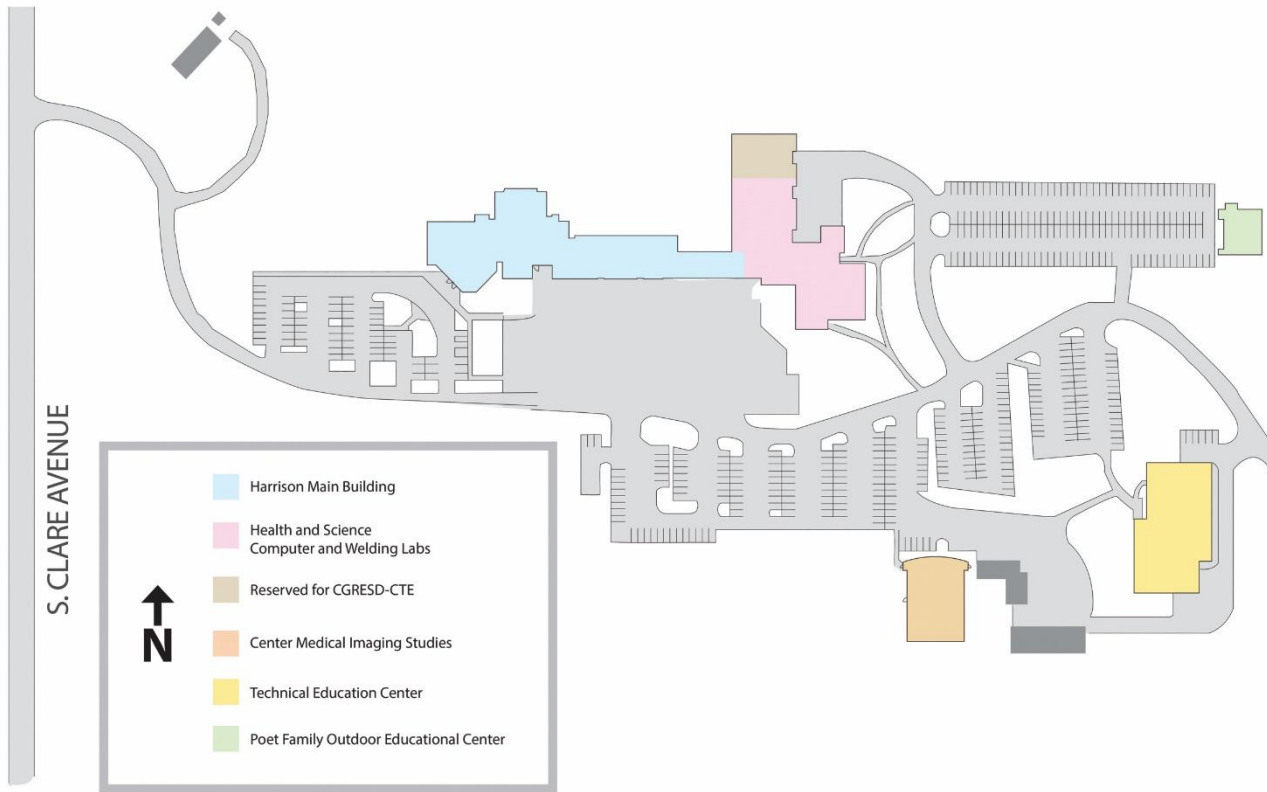 S. CLARE AVENUE
Harrison Main Building
Health and Science
Computer and Welding Labs
Reserved for CGRESD-CTE
Center Medical Imaging Studies
Technical Education Center
Poet Family Outdoor Educational Center
N